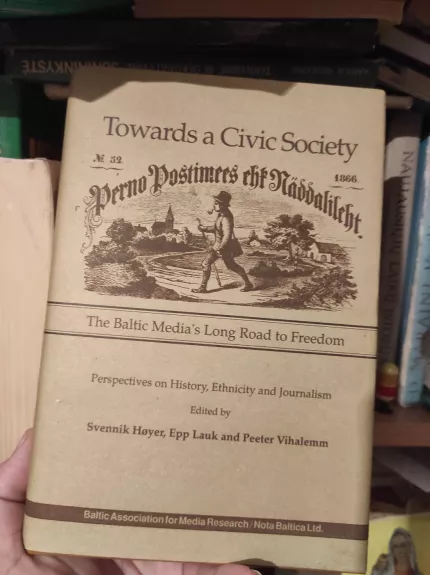 Towards a Civic Society
№ 32.
1866.
Perno Postimees ehk Näddalileht.
The Baltic Media's Long Road to Freedom
Perspectives on History, Ethnicity and Journalism
Edited by
Svennik Høyer, Epp Lauk and Peeter Vihalemm
Baltic Association for Media Research/Nota Baltica Ltd.